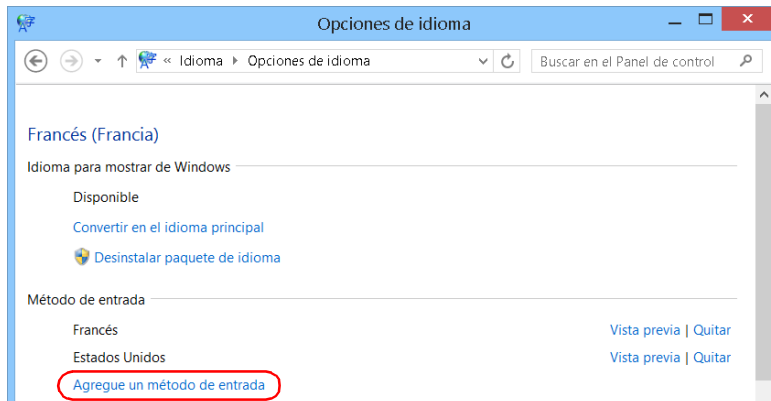 Opciones de idioma
« Idioma ▸ Opciones de idioma Buscar en el Panel de control
Francés (Francia)
Idioma para mostrar de Windows
Disponible
Convertir en el idioma principal
Desinstalar paquete de idioma
Método de entrada
Francés Vista previa | Quitar
Estados Unidos Vista previa | Quitar
Agregue un método de entrada